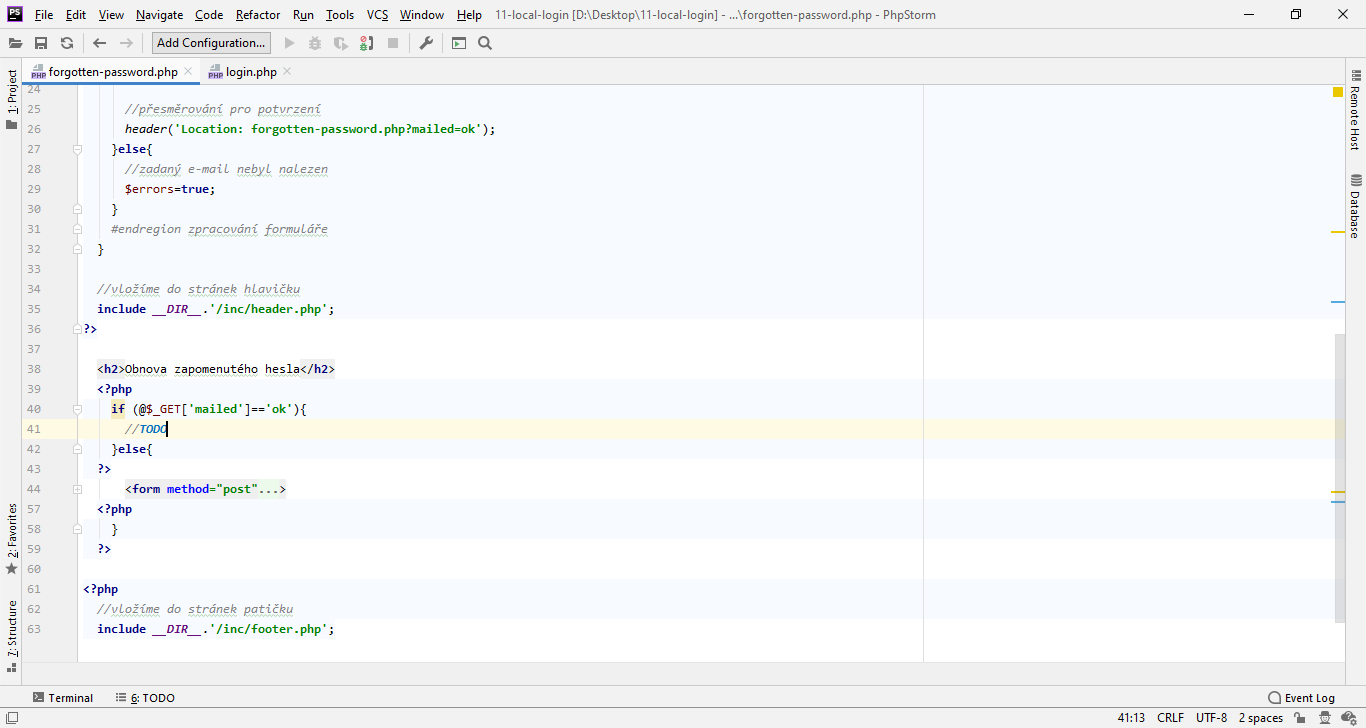 PS File Edit View Navigate Code Refactor Run Tools VCS Window Help 11-local-login [D:\Desktop\11-local-login] - ...\forgotten-password.php - PhpStorm
Add Configuration...
PHP forgotten-password.php PHP login.php
1: Project
2: Favorites
7: Structure
Remote Host
Database
24
25 //přesměrování pro potvrzení
26 header('Location: forgotten-password.php?mailed=ok');
27 }else{
28 //zadaný e-mail nebyl nalezen
29 $errors=true;
30 }
31 #endregion zpracování formuláře
32 }
33
34 //vložíme do stránek hlavičku
35 include __DIR__.'/inc/header.php';
36 ?>
37
38 <h2>Obnova zapomenutého hesla</h2>
39 <?php
40 if (@$_GET['mailed']=='ok'){
41 //TODO
42 }else{
43 ?>
44 <form method="post"...>
57 <?php
58 }
59 ?>
60
61 <?php
62 //vložíme do stránek patičku
63 include __DIR__.'/inc/footer.php';
Terminal 6: TODO Event Log
41:13 CRLF UTF-8 2 spaces